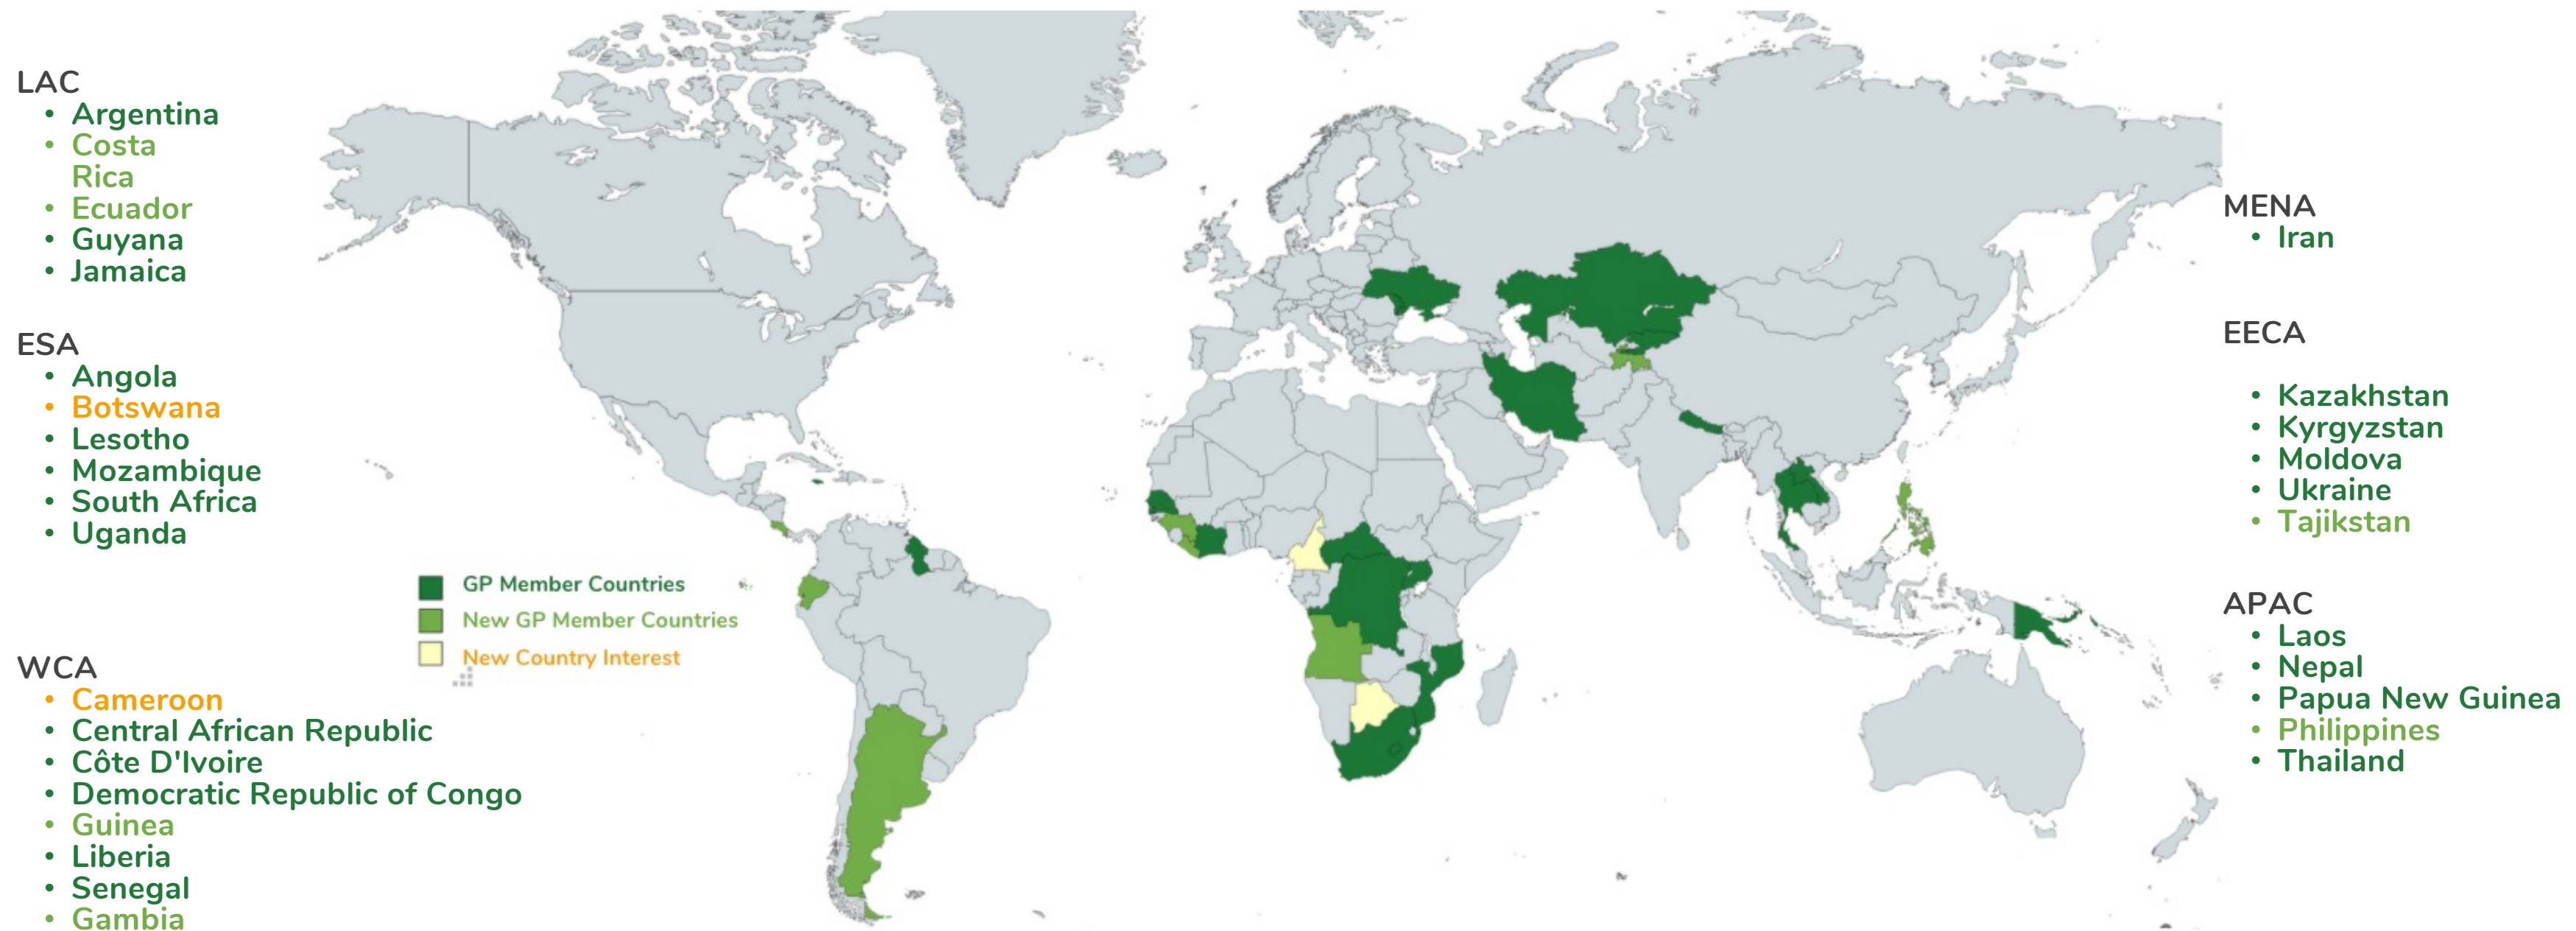 LAC
• Argentina
• Costa
Rica
• Ecuador
• Guyana
• Jamaica
ESA
• Angola
• Botswana
• Lesotho
• Mozambique
• South Africa
• Uganda
WCA
• Cameroon
• Central African Republic
• Côte D'Ivoire
• Democratic Republic of Congo
• Guinea
• Liberia
• Senegal
• Gambia
GP Member Countries
New GP Member Countries
New Country Interest
MENA
• Iran
EECA
• Kazakhstan
• Kyrgyzstan
• Moldova
• Ukraine
• Tajikstan
APAC
• Laos
• Nepal
• Papua New Guinea
• Philippines
• Thailand